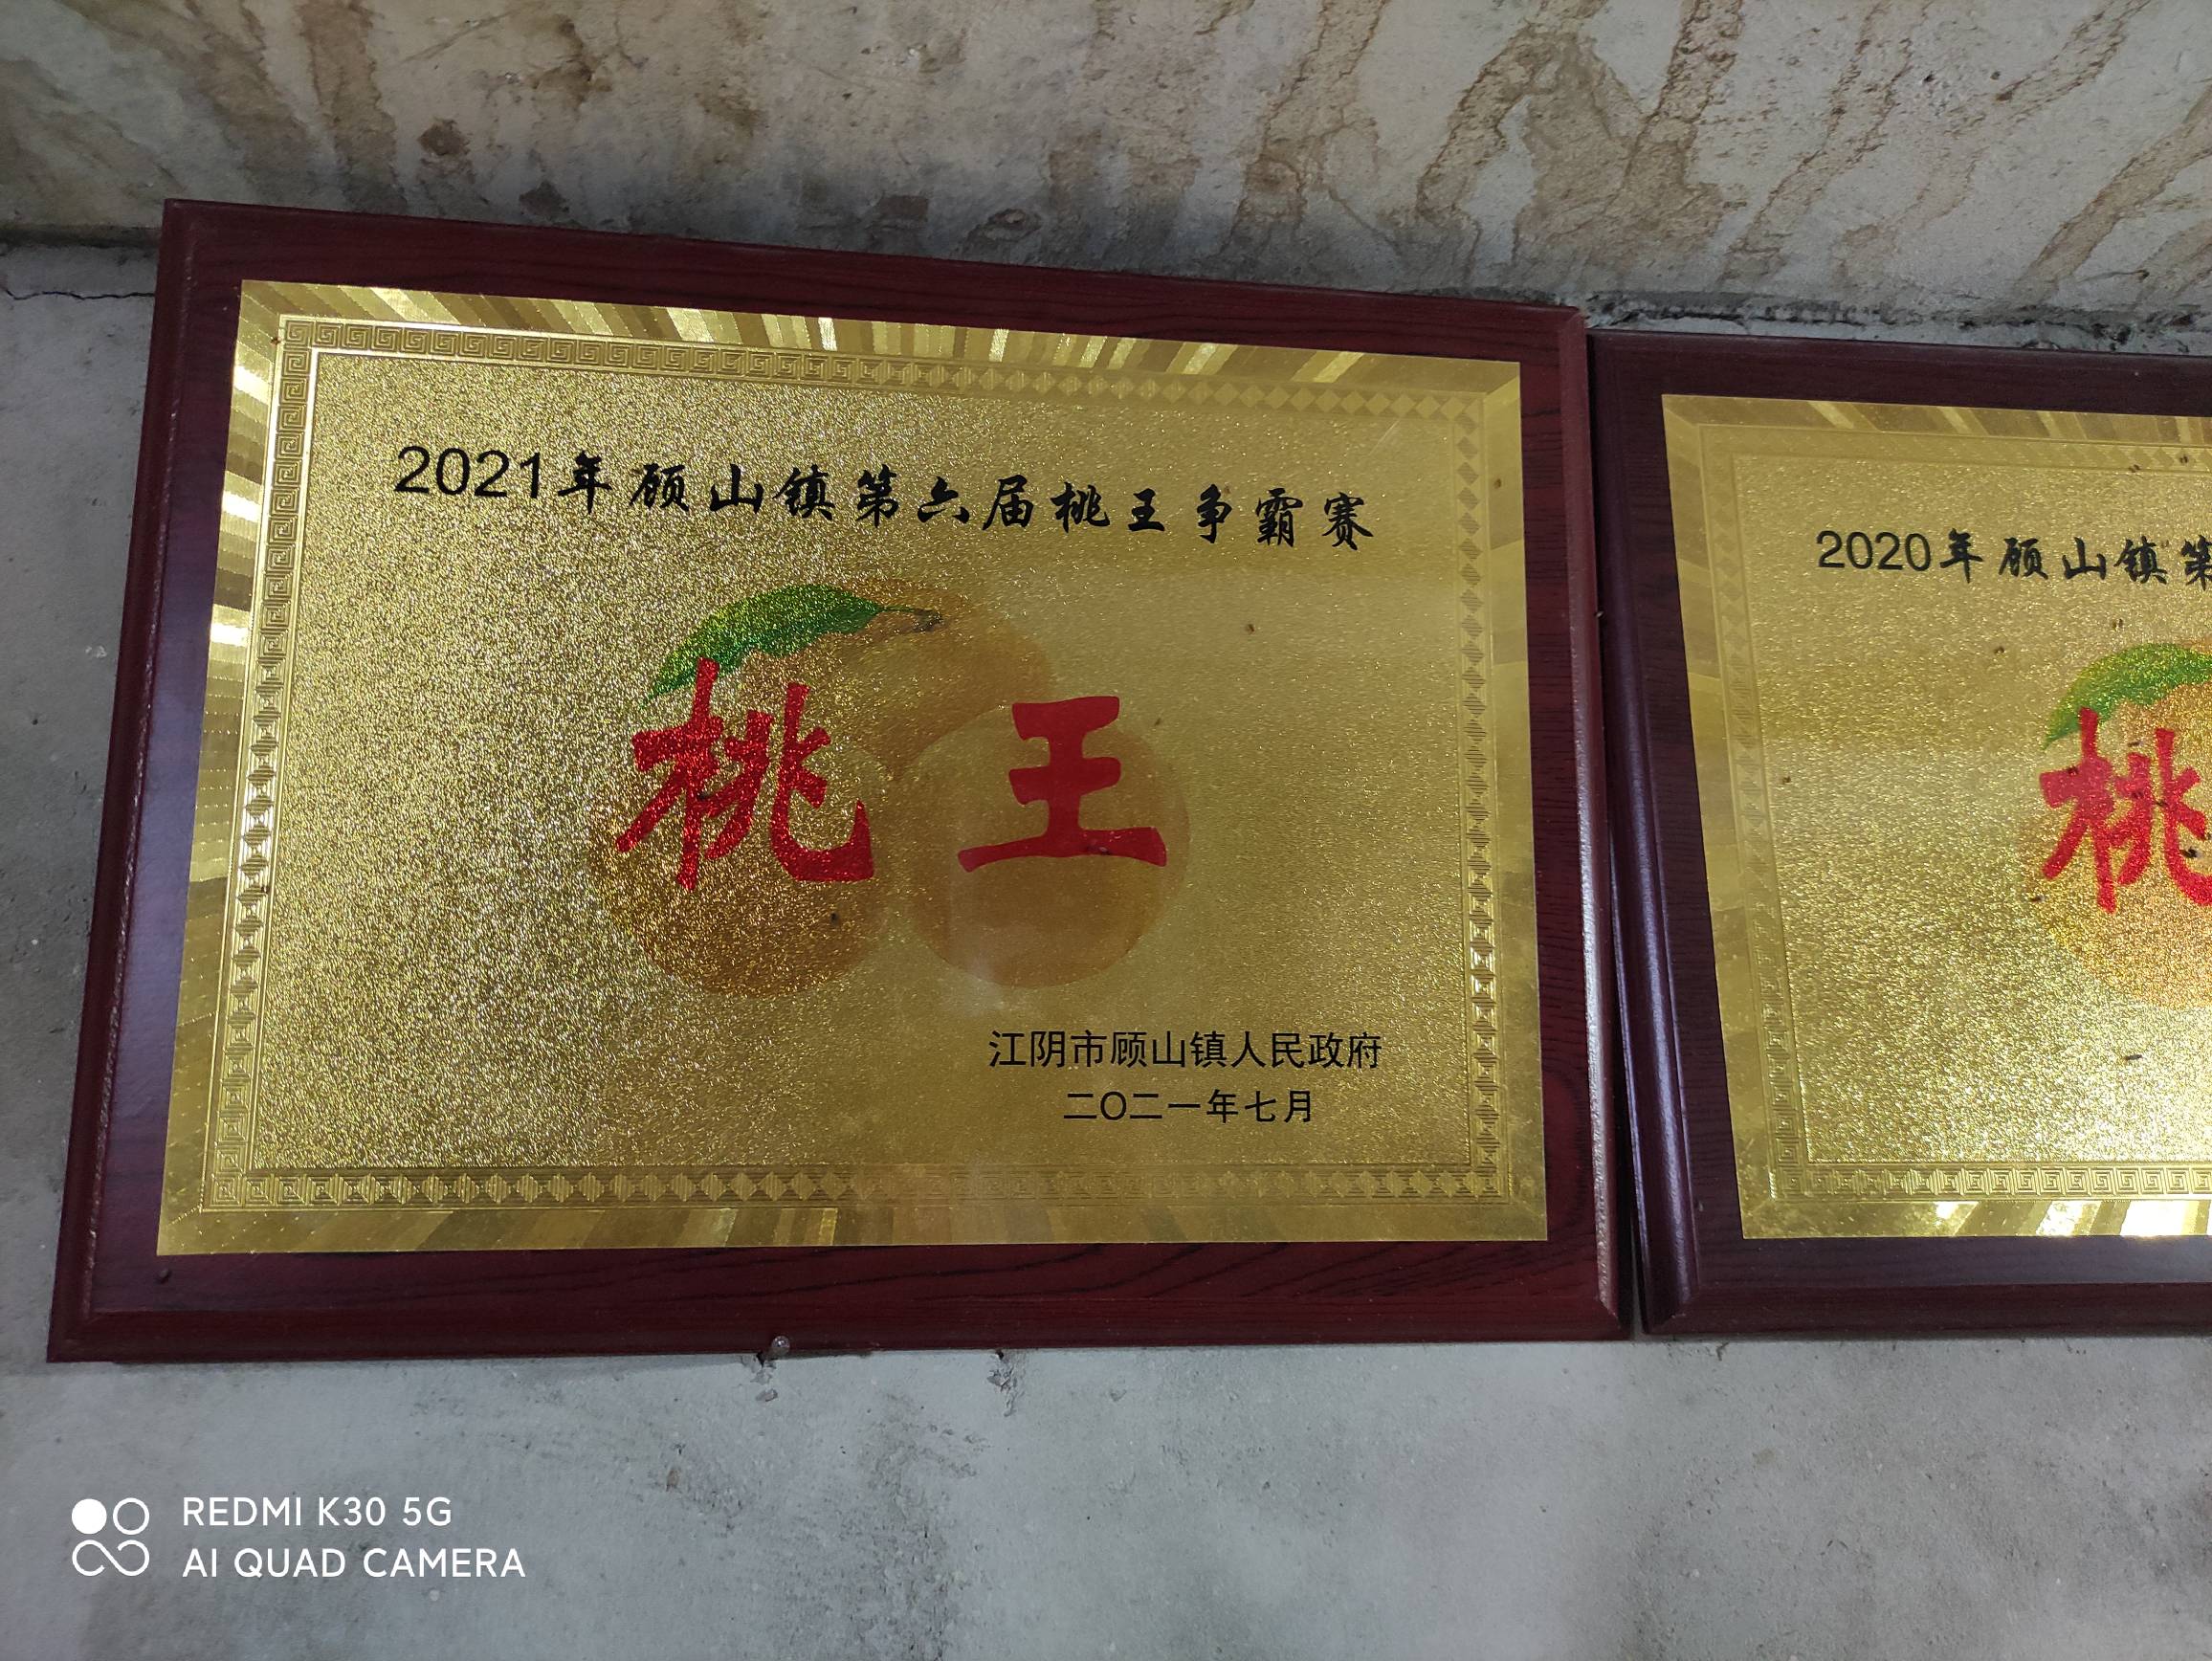 2021年顾山镇第六届桃王争霸赛
桃王
江阴市顾山镇人民政府
二〇二一年七月
2020年顾山镇第
桃
REDMI K30 5G
AI QUAD CAMERA